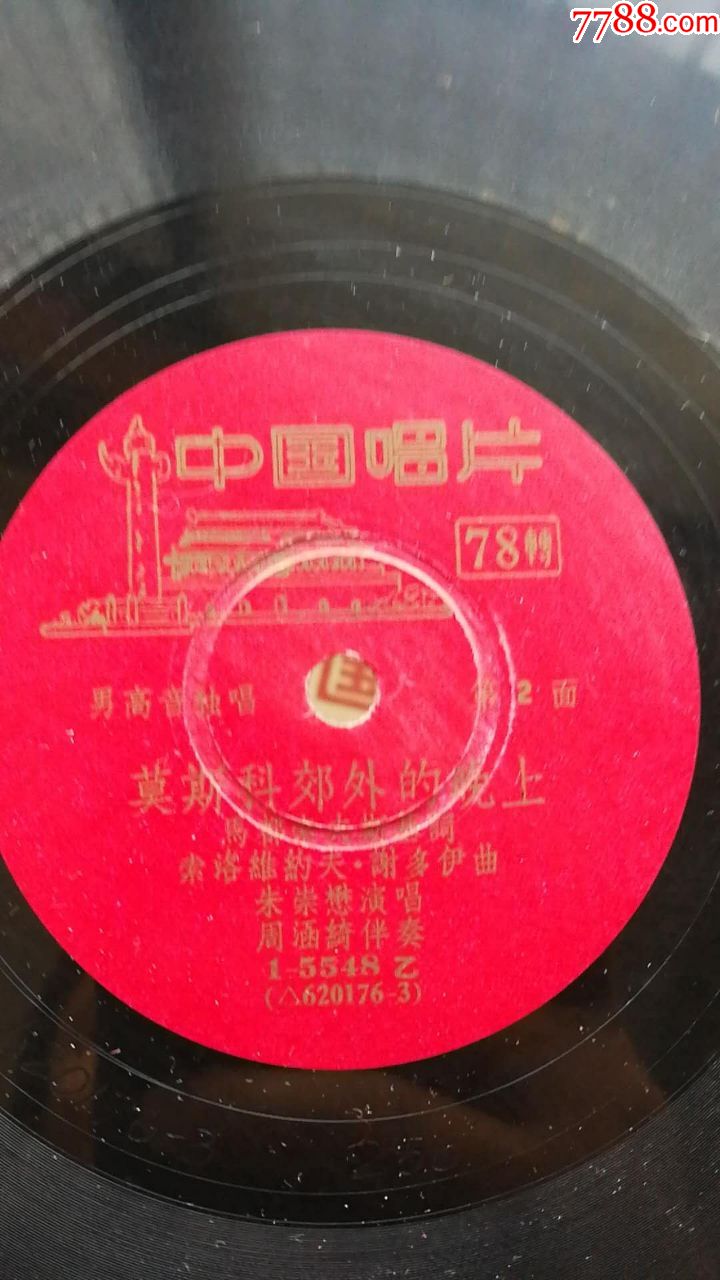 7788.com
中国唱片
78轉
男高音独唱
第2面
莫斯科郊外的晚上
索洛維約夫·謝多伊曲
朱崇懋演唱
周涵綺伴奏
1-5548乙
(△620176-3)